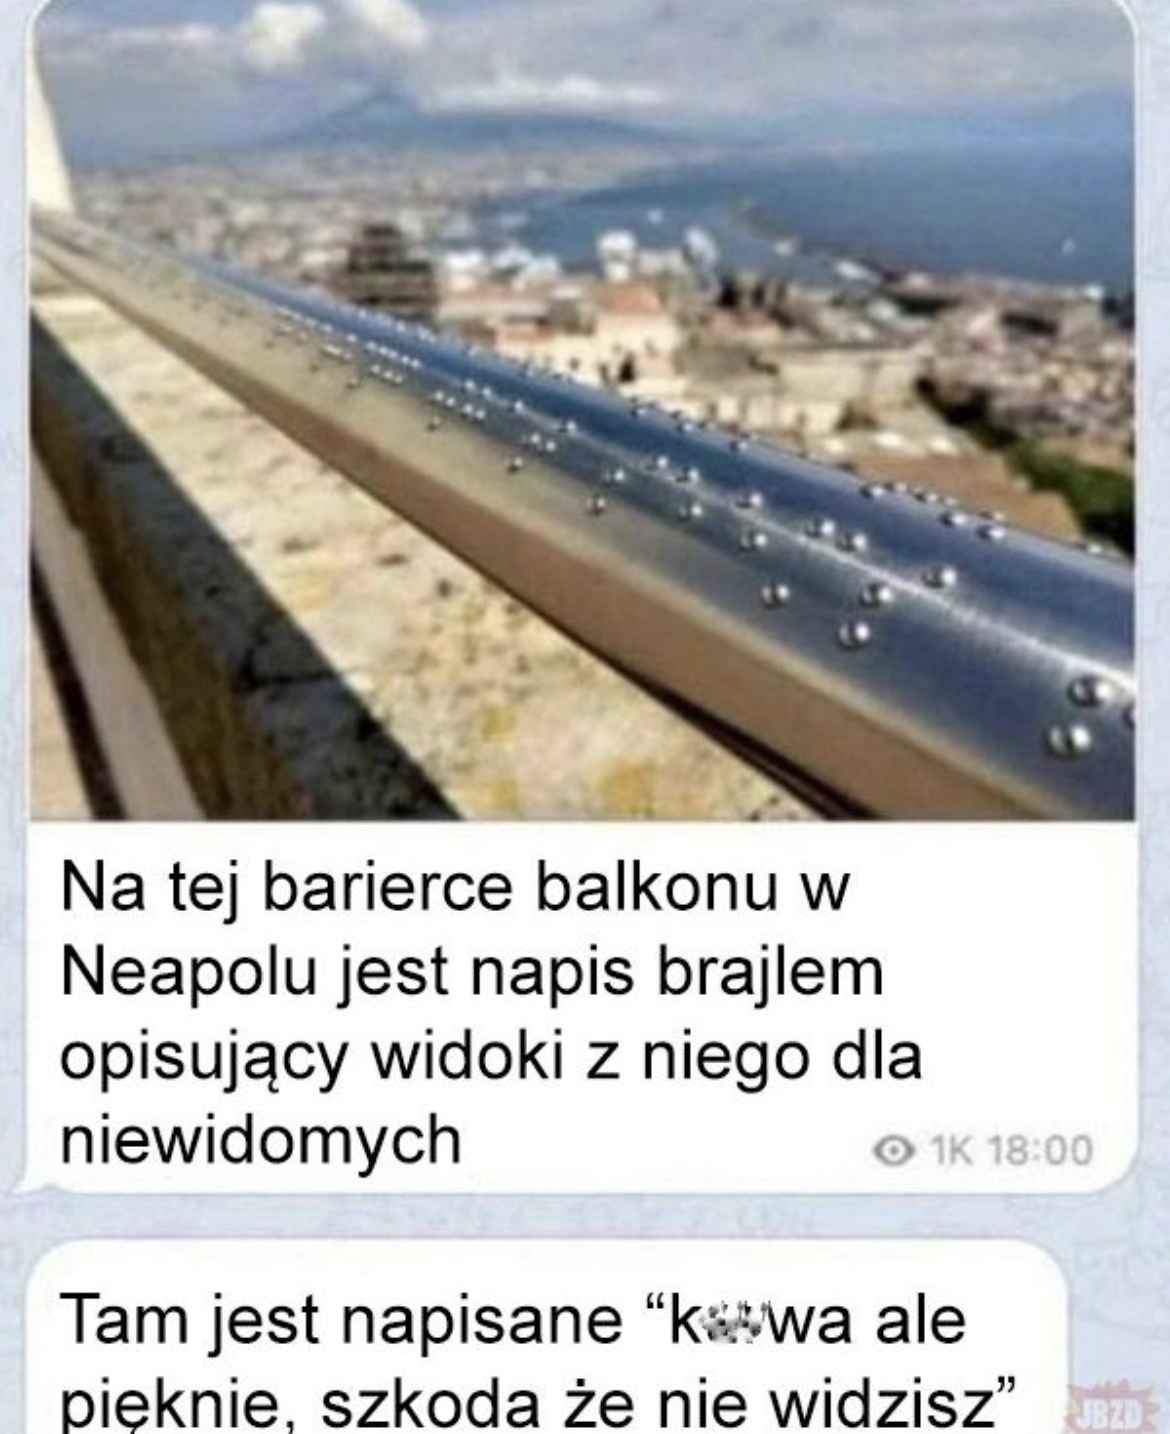 Na tej barierce balkonu w
Neapolu jest napis brajlem
opisujący widoki z niego dla
niewidomych
1K 18:00
Tam jest napisane “k wa ale
pięknie, szkoda że nie widzisz”
JBZD